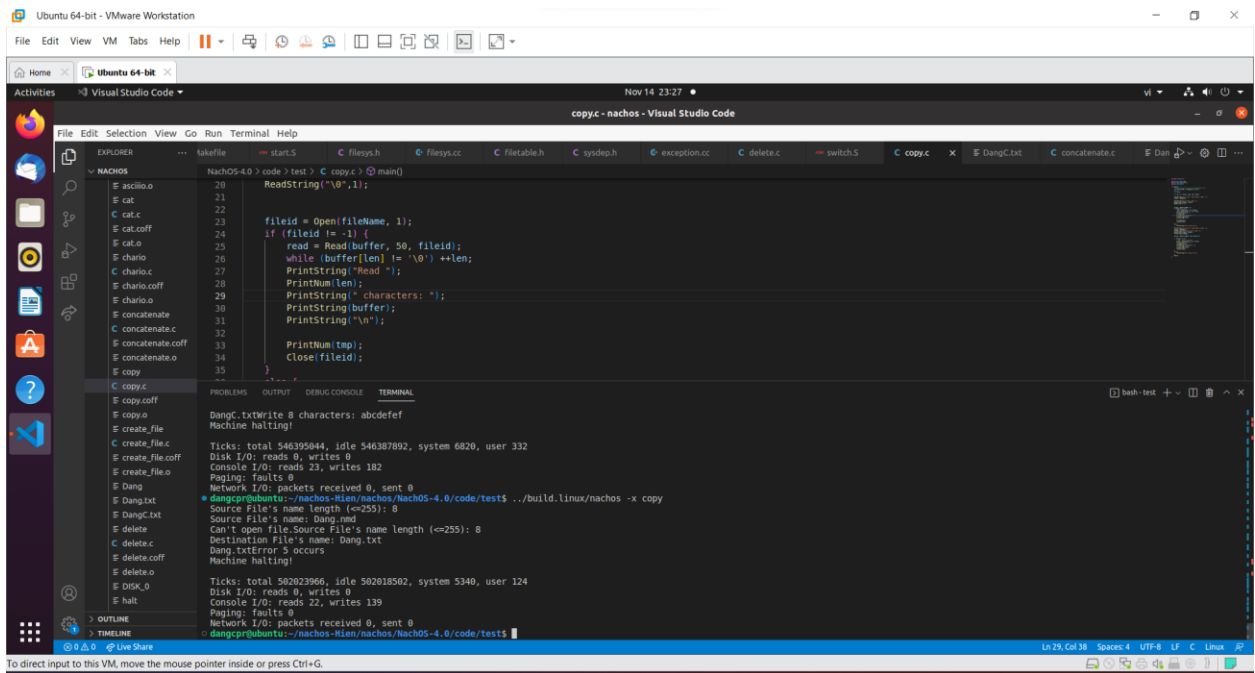 Ubuntu 64-bit - VMware Workstation
File Edit View VM Tabs Help
Home
Ubuntu 64-bit
Activities
Visual Studio Code
Nov 14 23:27
vi
copy.c - nachos - Visual Studio Code
File Edit Selection View Go Run Terminal Help
EXPLORER
Makefile start.S filesys.h filesys.cc filetable.h sysdep.h exception.cc delete.c switch.S copy.c DangC.txt concatenate.c Dan
NACHOS
asciiio.o
cat
cat.c
cat.coff
cat.o
chario
chario.c
chario.coff
chario.o
concatenate
concatenate.c
concatenate.coff
concatenate.o
copy
copy.c
copy.coff
copy.o
create_file
create_file.c
create_file.coff
create_file.o
Dang
Dang.txt
DangC.txt
delete
delete.c
delete.coff
delete.o
DISK_0
halt
OUTLINE
TIMELINE
NachOS-4.0 > code > test > C copy.c > main()
20 ReadString("\0",1);
21
22
23 fileid = Open(fileName, 1);
24 if (fileid != -1) {
25 read = Read(buffer, 50, fileid);
26 while (buffer[len] != '\0') ++len;
27 PrintString("Read ");
28 PrintNum(len);
29 PrintString(" characters: ");
30 PrintString(buffer);
31 PrintString("\n");
32
33 PrintNum(tmp);
34 Close(fileid);
35 }
PROBLEMS OUTPUT DEBUG CONSOLE TERMINAL
bash - test
DangC.txtWrite 8 characters: abcdefef
Machine halting!
Ticks: total 546395044, idle 546387892, system 6820, user 332
Disk I/O: reads 0, writes 0
Console I/O: reads 23, writes 182
Paging: faults 0
Network I/O: packets received 0, sent 0
dangcpr@ubuntu:~/nachos-Hien/nachos/NachOS-4.0/code/test$ ../build.linux/nachos -x copy
Source File's name length (<=255): 8
Source File's name: Dang.nmd
Can't open file.Source File's name length (<=255): 8
Destination File's name: Dang.txt
Dang.txtError 5 occurs
Machine halting!
Ticks: total 502023966, idle 502018502, system 5340, user 124
Disk I/O: reads 0, writes 0
Console I/O: reads 22, writes 139
Paging: faults 0
Network I/O: packets received 0, sent 0
dangcpr@ubuntu:~/nachos-Hien/nachos/NachOS-4.0/code/test$
0 0 Live Share
Ln 29, Col 38 Spaces: 4 UTF-8 LF C Linux
To direct input to this VM, move the mouse pointer inside or press Ctrl+G.